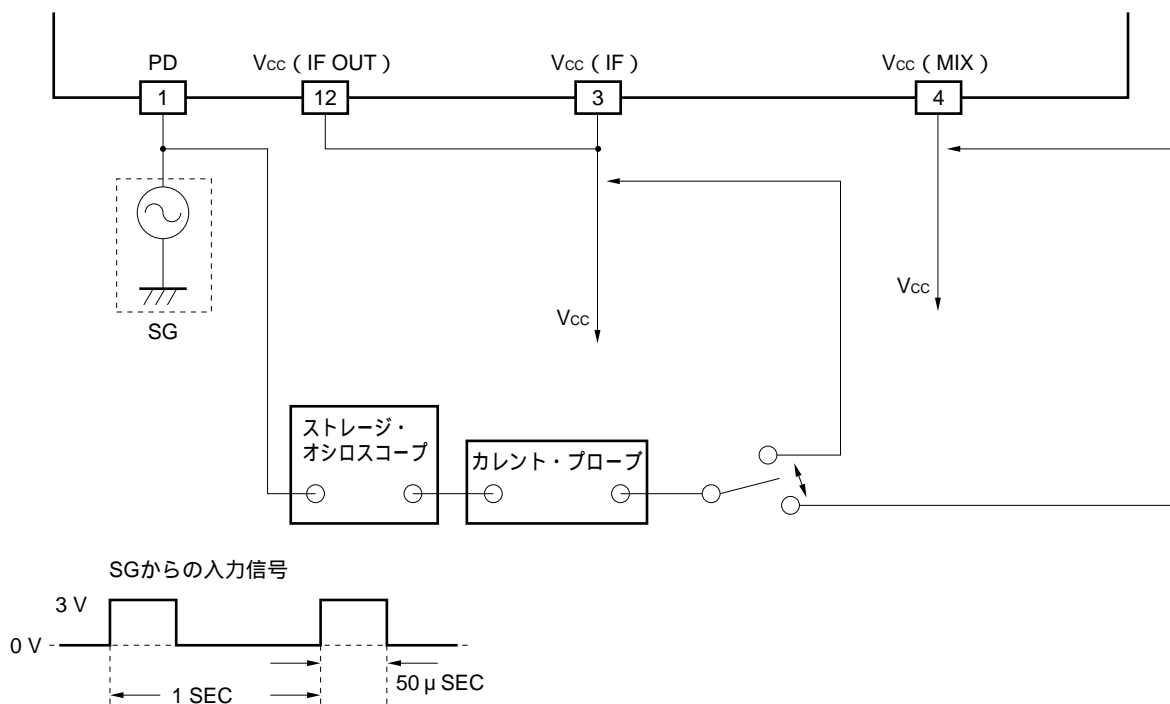 PD
VCC ( IF OUT )
VCC ( IF )
VCC ( MIX )
1
12
3
4
SG
VCC
VCC
ストレージ・
オシロスコープ
カレント・プローブ
SGからの入力信号
3 V
0 V
50 μ SEC
1 SEC